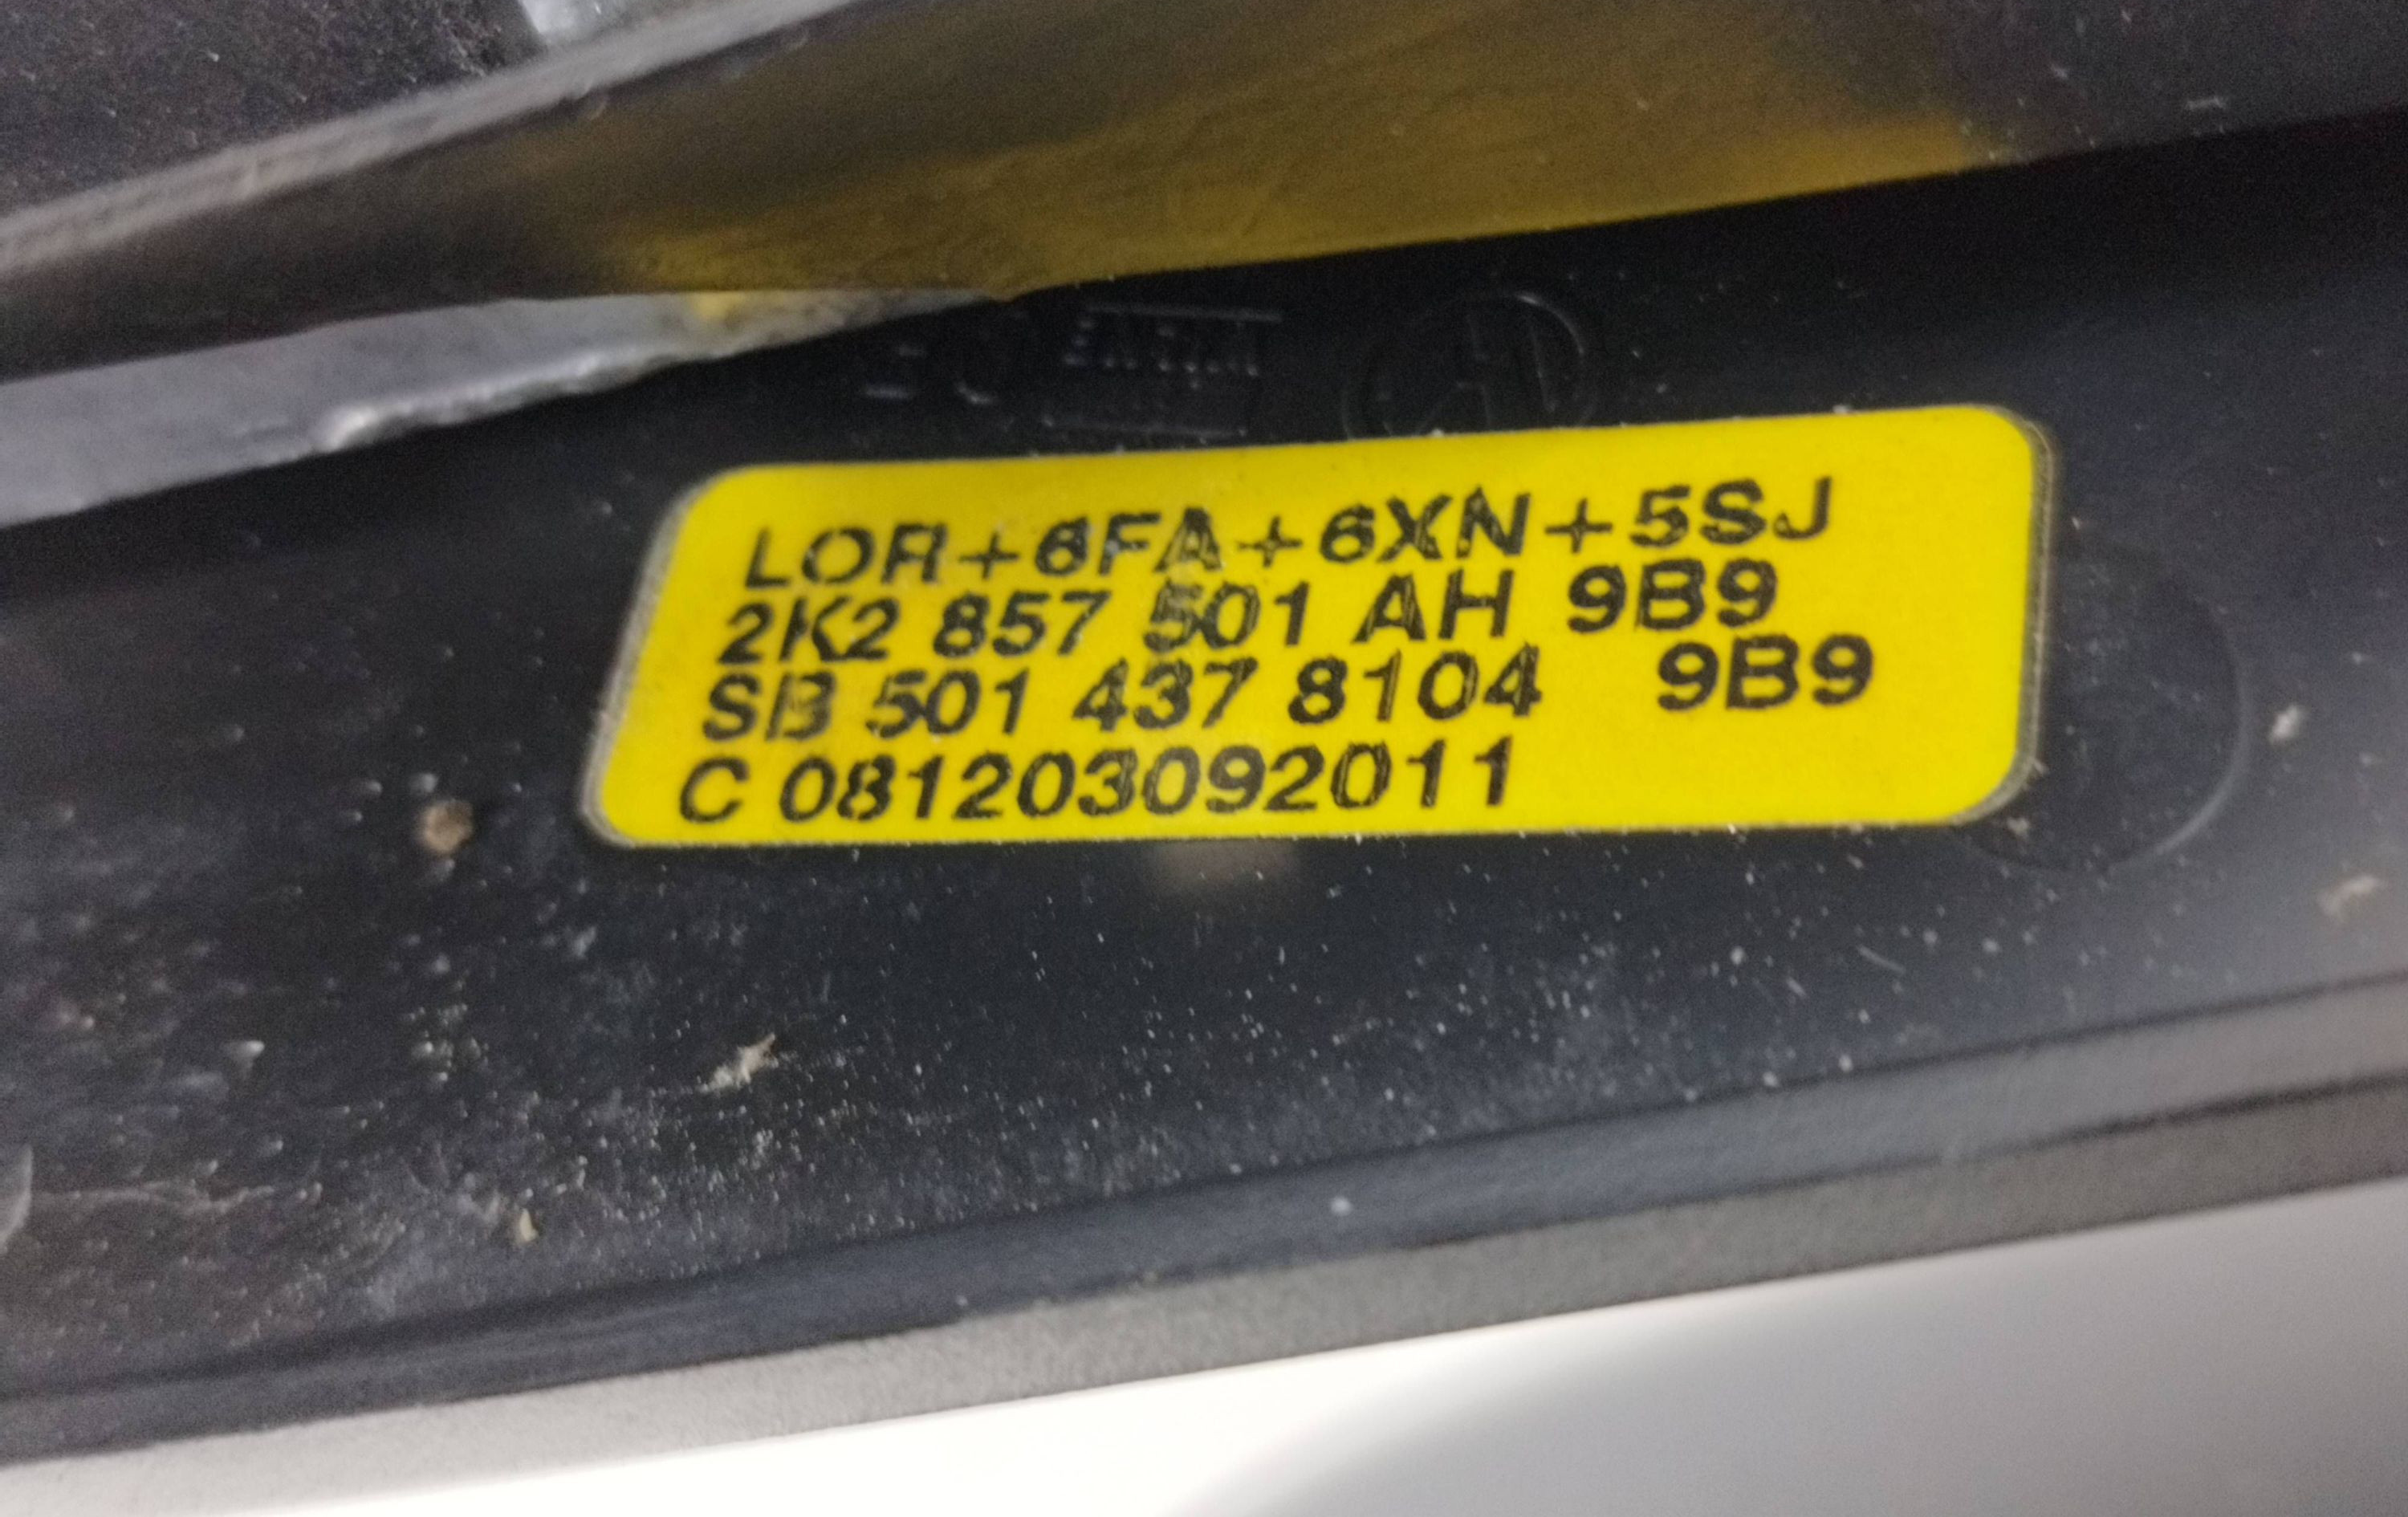 LOR+6FA+6XN+5SJ
2K2 857 501 AH 9B9
SB 501 437 8104 9B9
C 081203092011